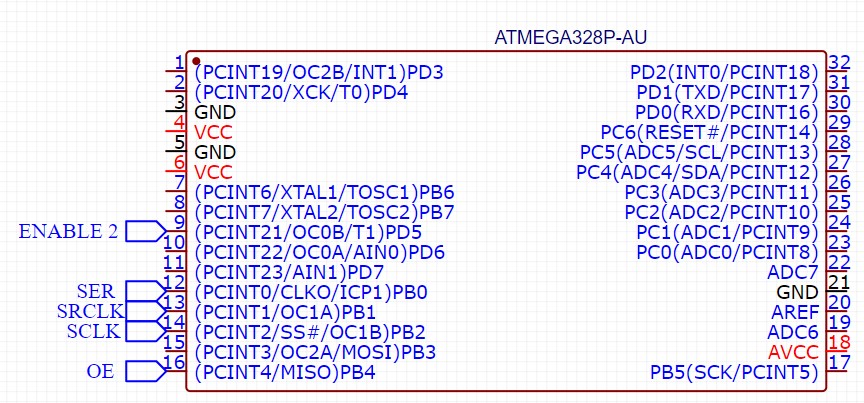 ATMEGA328P-AU
1 (PCINT19/OC2B/INT1)PD3 PD2(INT0/PCINT18) 32
2 (PCINT20/XCK/T0)PD4 PD1(TXD/PCINT17) 31
3 GND PD0(RXD/PCINT16) 30
4 VCC PC6(RESET#/PCINT14) 29
5 GND PC5(ADC5/SCL/PCINT13) 28
6 VCC PC4(ADC4/SDA/PCINT12) 27
7 (PCINT6/XTAL1/TOSC1)PB6 PC3(ADC3/PCINT11) 26
8 (PCINT7/XTAL2/TOSC2)PB7 PC2(ADC2/PCINT10) 25
ENABLE 2 9 (PCINT21/OC0B/T1)PD5 PC1(ADC1/PCINT9) 24
10 (PCINT22/OC0A/AIN0)PD6 PC0(ADC0/PCINT8) 23
11 (PCINT23/AIN1)PD7 ADC7 22
SER 12 (PCINT0/CLKO/ICP1)PB0 GND 21
SRCLK 13 (PCINT1/OC1A)PB1 AREF 20
SCLK 14 (PCINT2/SS#/OC1B)PB2 ADC6 19
15 (PCINT3/OC2A/MOSI)PB3 AVCC 18
OE 16 (PCINT4/MISO)PB4 PB5(SCK/PCINT5) 17